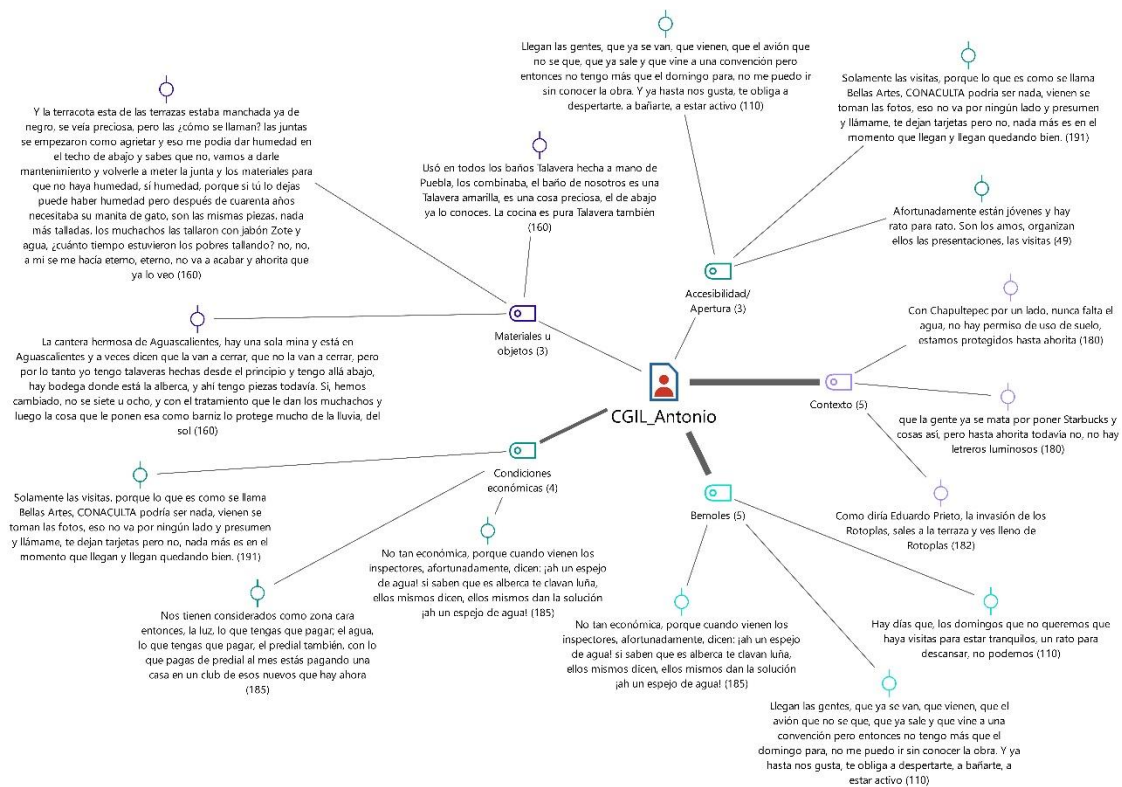 Llegan las gentes, que ya se van, que vienen, que el avión que
no se que, que ya sale y que vine a una convención pero
entonces no tengo más que el domingo para, no me puedo ir
sin conocer la obra. Y ya hasta nos gusta, te obliga a
despertarte, a bañarte, a estar activo (110)
Solamente las visitas, porque lo que es como se llama
Bellas Artes, CONACULTA podría ser nada, vienen se
toman las fotos, eso no va por ningún lado y presumen
y llámame, te dejan tarjetas pero no, nada más es en el
momento que llegan y llegan quedando bien. (191)
Y la terracota esta de las terrazas estaba manchada ya de
negro, se veía preciosa, pero las ¿cómo se llaman? las juntas
se empezaron como agrietar y eso me podia dar humedad en
el techo de abajo y sabes que no, vamos a darle
mantenimiento y volverle a meter la junta y los materiales para
que no haya humedad, sí humedad, porque si tú lo dejas
puede haber humedad pero después de cuarenta años
necesitaba su manita de gato, son las mismas piezas, nada
más talladas, los muchachos las tallaron con jabón Zote y
agua, ¿cuánto tiempo estuvieron los pobres tallando? no, no,
a mi se me hacía eterno, eterno, no va a acabar y ahorita que
ya lo veo (160)
Usó en todos los baños Talavera hecha a mano de
Puebla, los combinaba, el baño de nosotros es una
Talavera amarilla, es una cosa preciosa, el de abajo
ya lo conoces. La cocina es pura Talavera también
(160)
Afortunadamente están jóvenes y hay
rato para rato. Son los amos, organizan
ellos las presentaciones, las visitas (49)
Accesibilidad/
Apertura (3)
Materiales u
objetos (3)
Con Chapultepec por un lado, nunca falta el
agua, no hay permiso de uso de suelo,
estamos protegidos hasta ahorita (180)
La cantera hermosa de Aguascalientes, hay una sola mina y está en
Aguascalientes y a veces dicen que la van a cerrar, que no la van a cerrar, pero
por lo tanto yo tengo talaveras hechas desde el principio y tengo allá abajo,
hay bodega donde está la alberca, y ahí tengo piezas todavía. Si, hemos
cambiado, no se siete u ocho, y con el tratamiento que le dan los muchachos y
luego la cosa que le ponen esa como barniz lo protege mucho de la lluvia, del
sol (160)
CGIL_Antonio
Contexto (5)
que la gente ya se mata por poner Starbucks y
cosas así, pero hasta ahorita todavía no, no hay
letreros luminosos (180)
Condiciones
económicas (4)
Bemoles (5)
Como diría Eduardo Prieto, la invasión de los
Rotoplas, sales a la terraza y ves lleno de
Rotoplas (182)
Solamente las visitas, porque lo que es como se llama
Bellas Artes, CONACULTA podría ser nada, vienen se
toman las fotos, eso no va por ningún lado y presumen
y llámame, te dejan tarjetas pero no, nada más es en el
momento que llegan y llegan quedando bien. (191)
No tan económica, porque cuando vienen los
inspectores, afortunadamente, dicen: ¡ah un espejo
de agua! si saben que es alberca te clavan luña,
ellos mismos dicen, ellos mismos dan la solución
¡ah un espejo de agua! (185)
Nos tienen considerados como zona cara
entonces, la luz, lo que tengas que pagar; el agua,
lo que tengas que pagar, el predial también, con lo
que pagas de predial al mes estás pagando una
casa en un club de esos nuevos que hay ahora
(185)
No tan económica, porque cuando vienen los
inspectores, afortunadamente, dicen: ¡ah un espejo
de agua! si saben que es alberca te clavan luña,
ellos mismos dicen, ellos mismos dan la solución
¡ah un espejo de agua! (185)
Hay días que, los domingos que no queremos que
haya visitas para estar tranquilos, un rato para
descansar, no podemos (110)
Llegan las gentes, que ya se van, que vienen, que el
avión que no se que, que ya sale y que vine a una
convención pero entonces no tengo más que el
domingo para, no me puedo ir sin conocer la obra. Y ya
hasta nos gusta, te obliga a despertarte, a bañarte, a
estar activo (110)